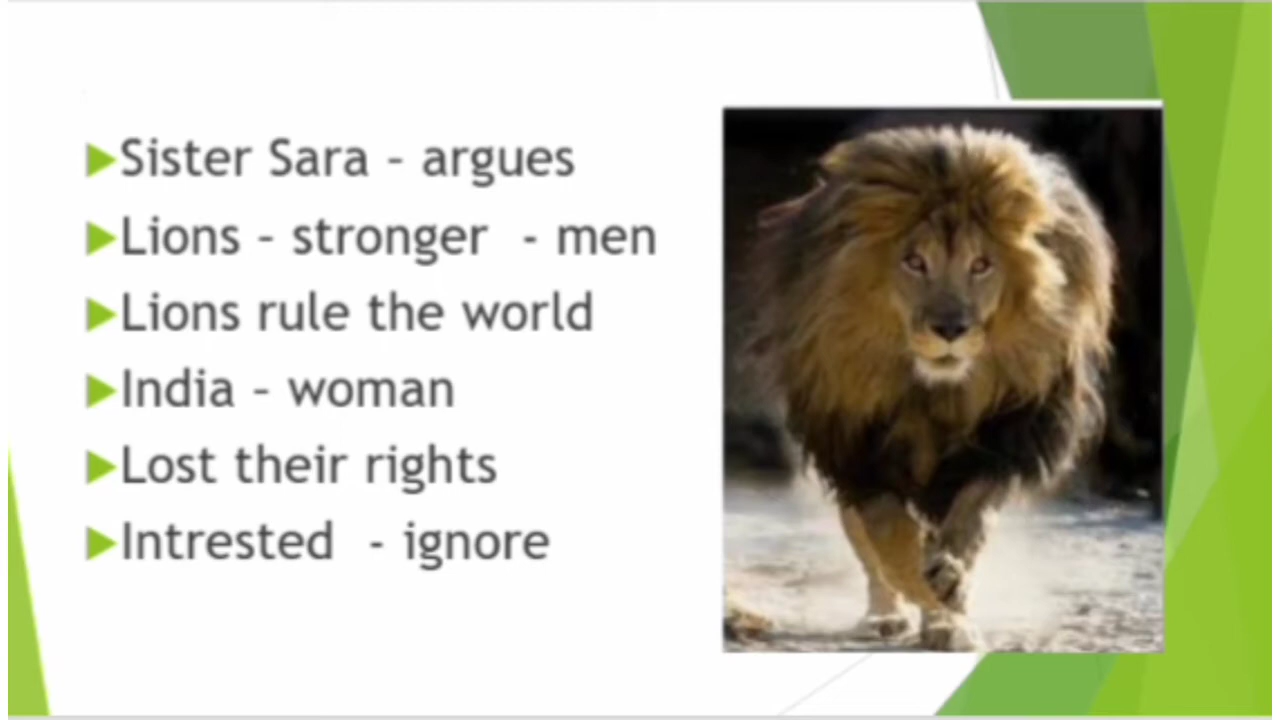 Sister Sara – argues
Lions – stronger - men
Lions rule the world
India – woman
Lost their rights
Intrested - ignore